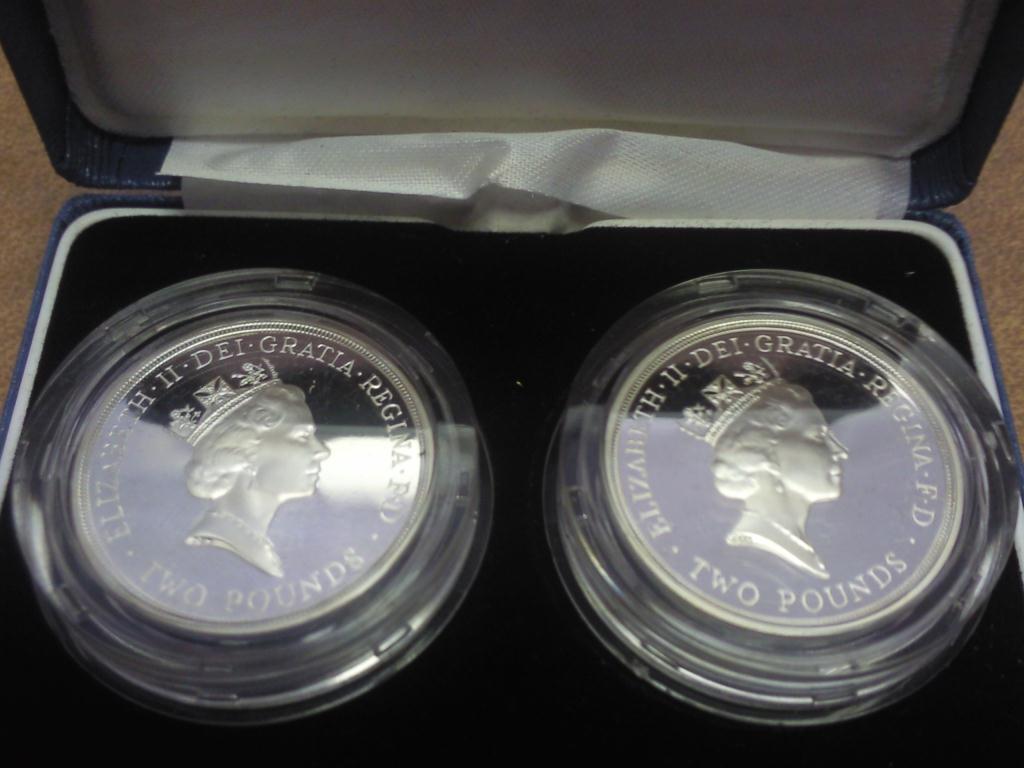 ELIZABETH·II·DEI·GRATIA·REGINA·F·D
·TWO POUNDS·
ELIZABETH·II·DEI·GRATIA·REGINA·F·D
·TWO POUNDS·